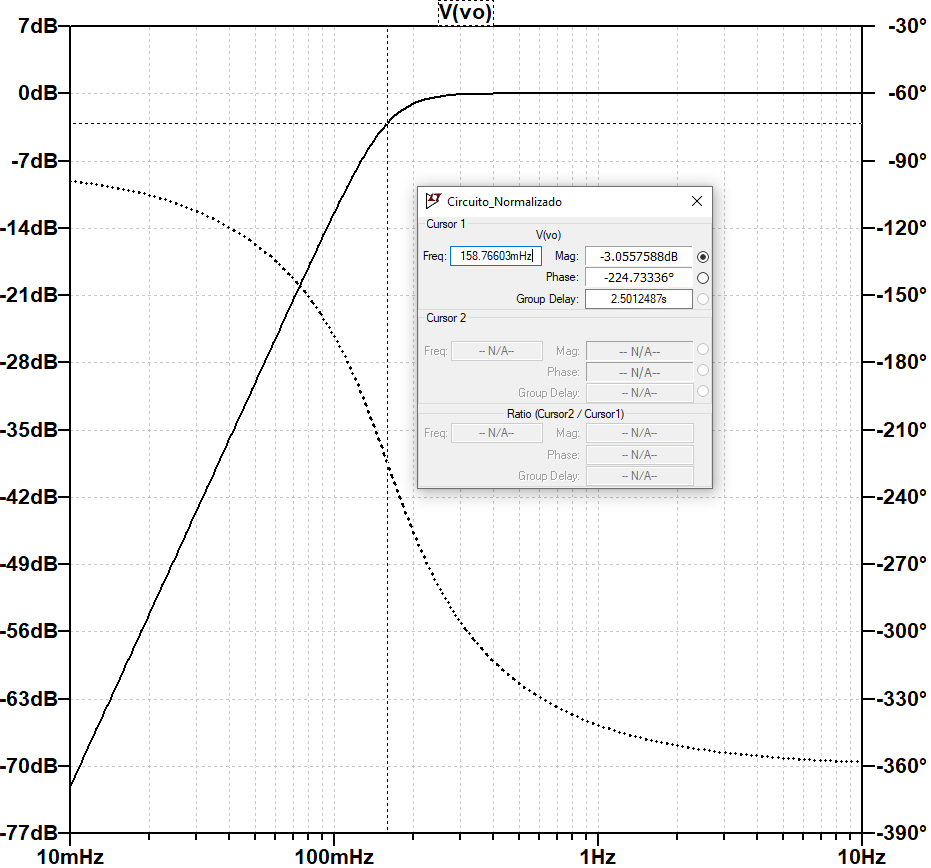 V(vo)
7dB
0dB
-7dB
-14dB
-21dB
-28dB
-35dB
-42dB
-49dB
-56dB
-63dB
-70dB
-77dB
-30°
-60°
-90°
-120°
-150°
-180°
-210°
-240°
-270°
-300°
-330°
-360°
-390°
10mHz
100mHz
1Hz
10Hz
Circuito_Normalizado
Cursor 1
V(vo)
Freq: 158.76603mHz Mag: -3.0557588dB
Phase: -224.73336°
Group Delay: 2.5012487s
Cursor 2
Freq: -- N/A-- Mag: -- N/A--
Phase: -- N/A--
Group Delay: -- N/A--
Ratio (Cursor2 / Cursor1)
Freq: -- N/A-- Mag: -- N/A--
Phase: -- N/A--
Group Delay: -- N/A--